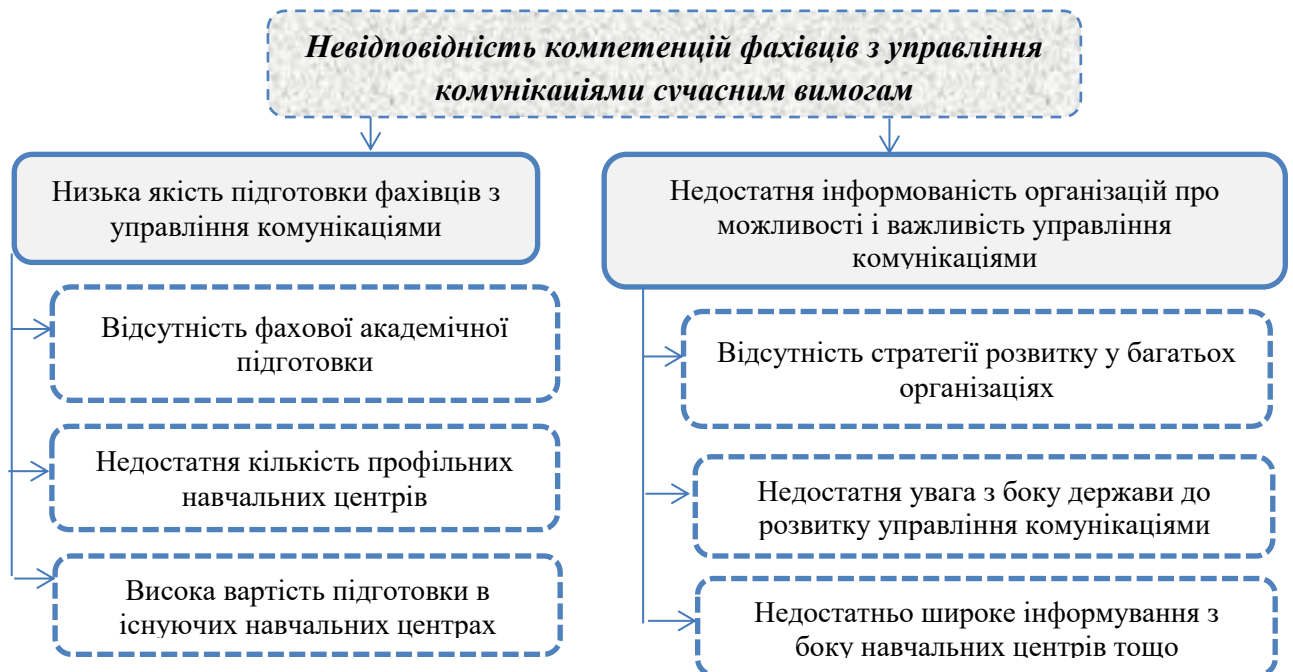 Невідповідність компетенцій фахівців з управління
комунікаціями сучасним вимогам
Низька якість підготовки фахівців з
управління комунікаціями
Відсутність фахової академічної
підготовки
Недостатня кількість профільних
навчальних центрів
Висока вартість підготовки в
існуючих навчальних центрах
Недостатня інформованість організацій про
можливості і важливість управління
комунікаціями
Відсутність стратегії розвитку у багатьох
організаціях
Недостатня увага з боку держави до
розвитку управління комунікаціями
Недостатньо широке інформування з
боку навчальних центрів тощо